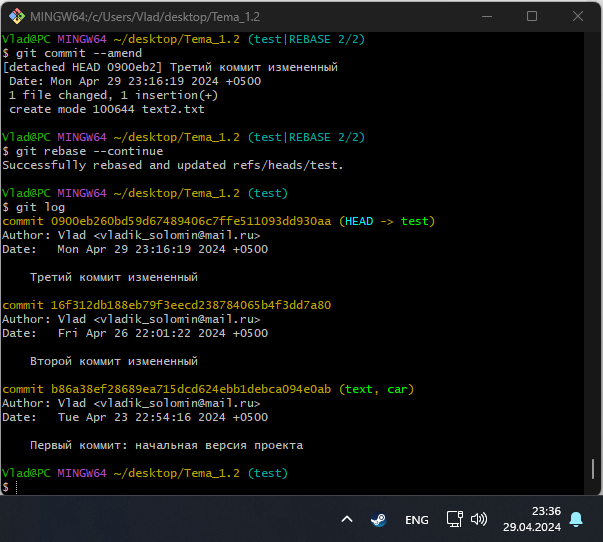 MINGW64:/c/Users/Vlad/desktop/Tema_1.2
Vlad@PC MINGW64 ~/desktop/Tema_1.2 (test|REBASE 2/2)
$ git commit --amend
[detached HEAD 0900eb2] Третий коммит измененный
Date: Mon Apr 29 23:16:19 2024 +0500
1 file changed, 1 insertion(+)
create mode 100644 text2.txt
Vlad@PC MINGW64 ~/desktop/Tema_1.2 (test|REBASE 2/2)
$ git rebase --continue
Successfully rebased and updated refs/heads/test.
Vlad@PC MINGW64 ~/desktop/Tema_1.2 (test)
$ git log
commit 0900eb260bd59d67489406c7ffe511093dd930aa (HEAD -> test)
Author: Vlad <vladik_solomin@mail.ru>
Date:   Mon Apr 29 23:16:19 2024 +0500
Третий коммит измененный
commit 16f312db188eb79f3eecd238784065b4f3dd7a80
Author: Vlad <vladik_solomin@mail.ru>
Date:   Fri Apr 26 22:01:22 2024 +0500
Второй коммит измененный
commit b86a38ef28689ea715dcd624ebb1debca094e0ab (text, car)
Author: Vlad <vladik_solomin@mail.ru>
Date:   Tue Apr 23 22:54:16 2024 +0500
Первый коммит: начальная версия проекта
Vlad@PC MINGW64 ~/desktop/Tema_1.2 (test)
$
ENG
23:36
29.04.2024